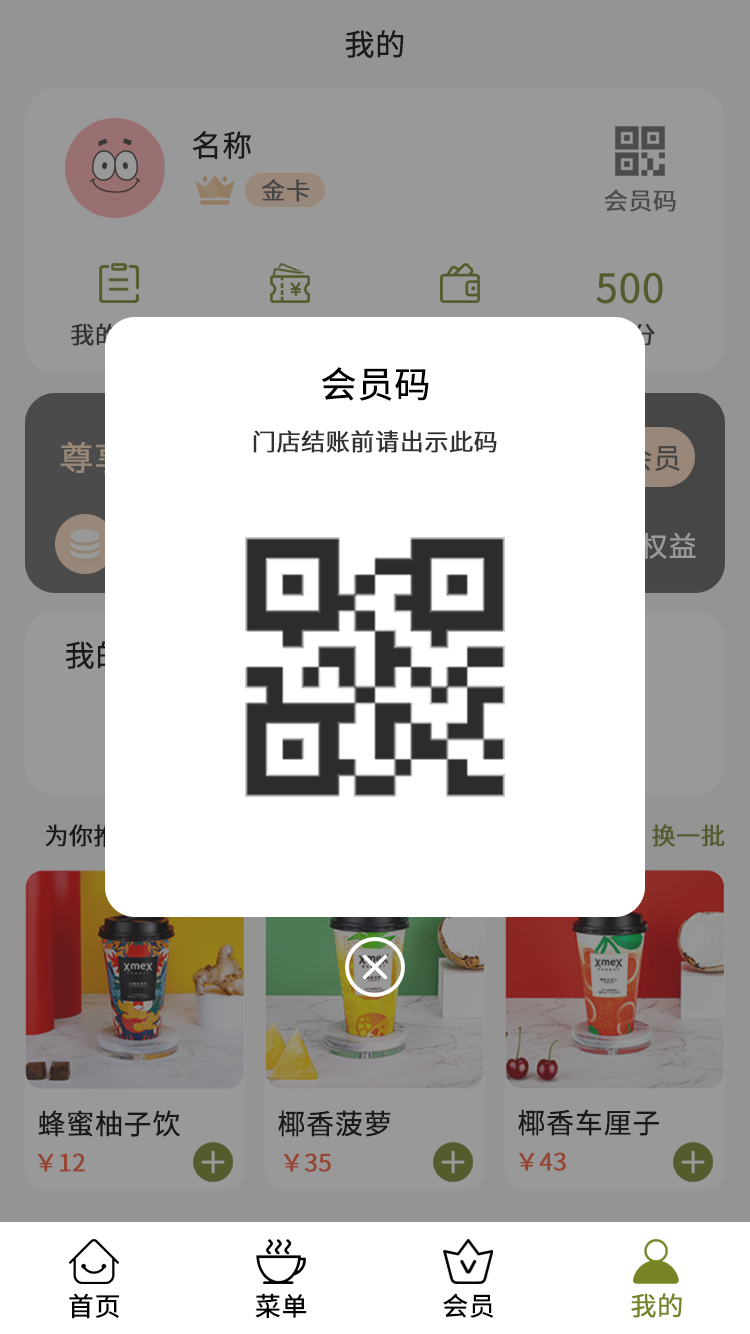 我的
名称
金卡
会员码
500
我的
分
会员码
门店结账前请出示此码
尊享
会员
权益
我的
为你推
换一批
xmex
xmex
蜂蜜柚子饮
椰香菠萝
椰香车厘子
￥12
￥35
￥43
首页
菜单
会员
我的